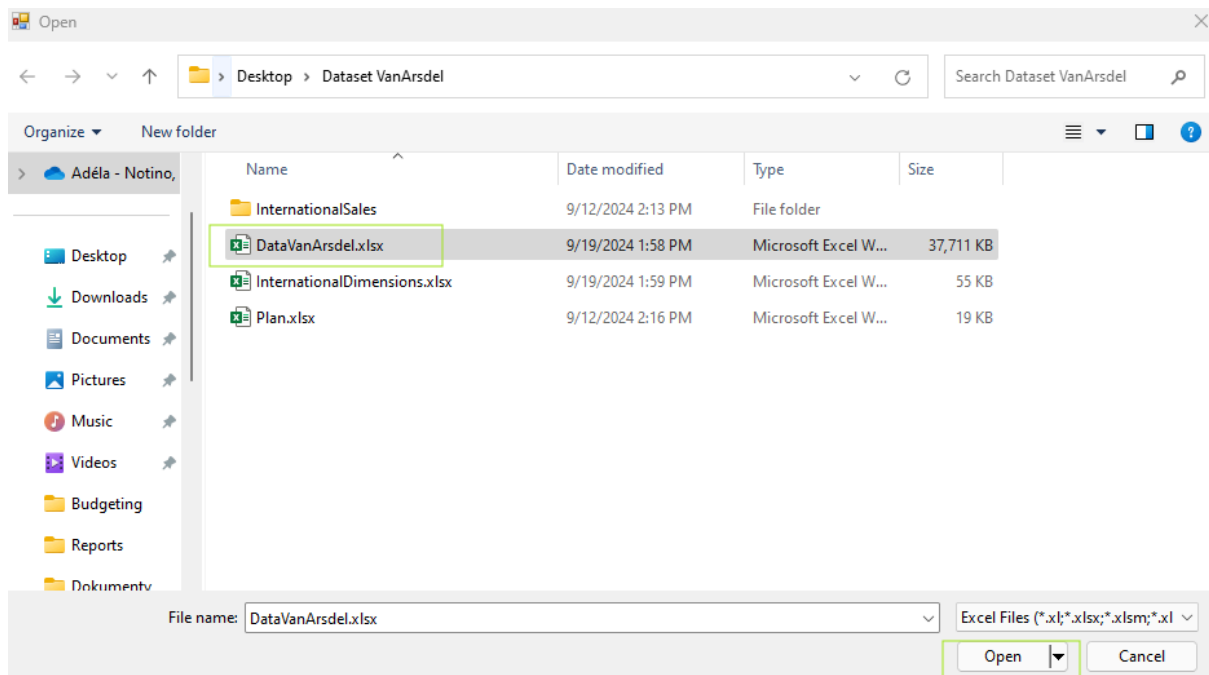 Open
Desktop > Dataset VanArsdel
Search Dataset VanArsdel
Organize
New folder
Adéla - Notino,
Name
Date modified
Type
Size
InternationalSales 9/12/2024 2:13 PM File folder
DataVanArsdel.xlsx 9/19/2024 1:58 PM Microsoft Excel W... 37,711 KB
InternationalDimensions.xlsx 9/19/2024 1:59 PM Microsoft Excel W... 55 KB
Plan.xlsx 9/12/2024 2:16 PM Microsoft Excel W... 19 KB
Desktop
Downloads
Documents
Pictures
Music
Videos
Budgeting
Reports
Dokumenty
File name: DataVanArsdel.xlsx
Excel Files (*.xl;*.xlsx;*.xlsm;*.xl
Open
Cancel